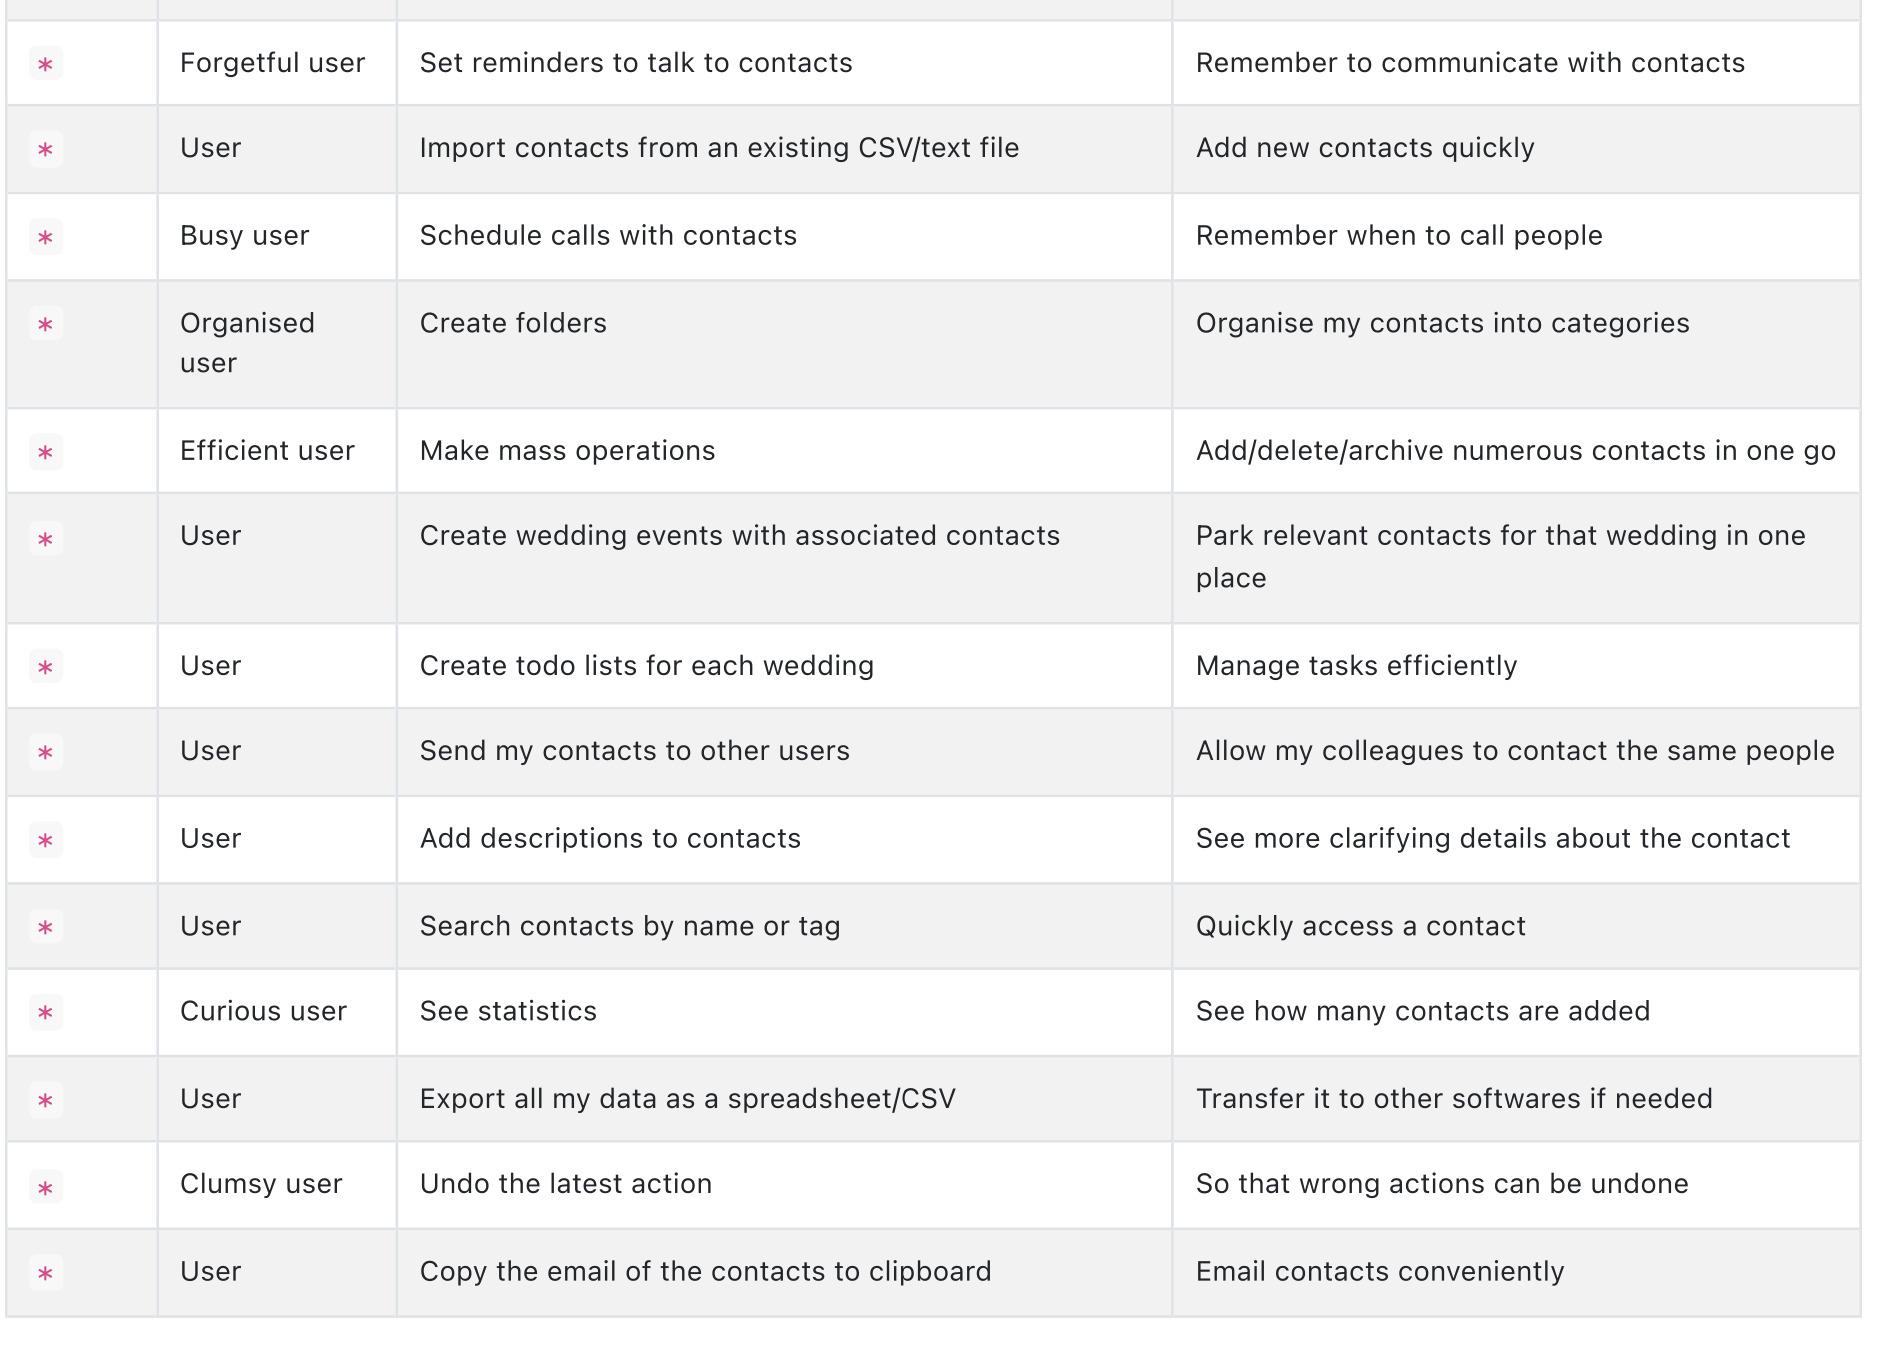 * Forgetful user Set reminders to talk to contacts Remember to communicate with contacts
* User Import contacts from an existing CSV/text file Add new contacts quickly
* Busy user Schedule calls with contacts Remember when to call people
* Organised Create folders Organise my contacts into categories
user
* Efficient user Make mass operations Add/delete/archive numerous contacts in one go
* User Create wedding events with associated contacts Park relevant contacts for that wedding in one
place
* User Create todo lists for each wedding Manage tasks efficiently
* User Send my contacts to other users Allow my colleagues to contact the same people
* User Add descriptions to contacts See more clarifying details about the contact
* User Search contacts by name or tag Quickly access a contact
* Curious user See statistics See how many contacts are added
* User Export all my data as a spreadsheet/CSV Transfer it to other softwares if needed
* Clumsy user Undo the latest action So that wrong actions can be undone
* User Copy the email of the contacts to clipboard Email contacts conveniently